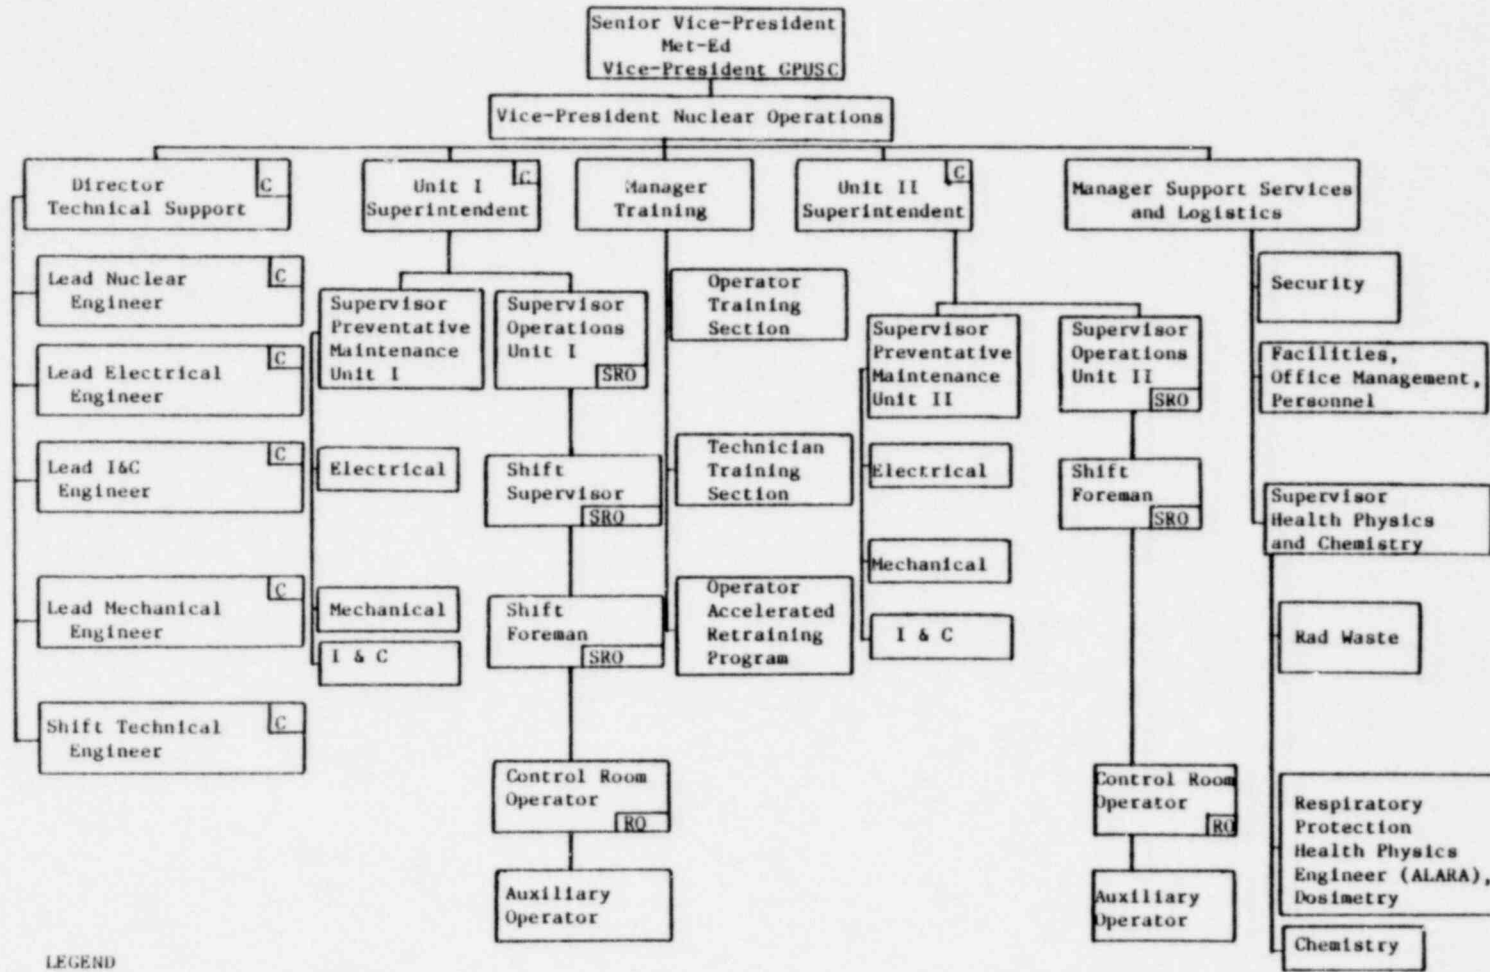 Senior Vice-President
Met-Ed
Vice-President GPUSC
Vice-President Nuclear Operations
Director
Technical Support
C
Unit I
Superintendent
C
Manager
Training
Unit II
Superintendent
C
Manager Support Services
and Logistics
Lead Nuclear
Engineer
C
Lead Electrical
Engineer
C
Lead I&C
Engineer
C
Lead Mechanical
Engineer
C
Shift Technical
Engineer
C
Supervisor
Preventative
Maintenance
Unit I
Electrical
Mechanical
I & C
Supervisor
Operations
Unit I
SRO
Shift
Supervisor
SRO
Shift
Foreman
SRO
Control Room
Operator
RO
Auxiliary
Operator
Operator
Training
Section
Technician
Training
Section
Operator
Accelerated
Retraining
Program
Supervisor
Preventative
Maintenance
Unit II
Electrical
Mechanical
I & C
Supervisor
Operations
Unit II
SRO
Shift
Foreman
SRO
Control Room
Operator
RO
Auxiliary
Operator
Security
Facilities,
Office Management,
Personnel
Supervisor
Health Physics
and Chemistry
Rad Waste
Respiratory
Protection
Health Physics
Engineer (ALARA),
Dosimetry
Chemistry
LEGEND